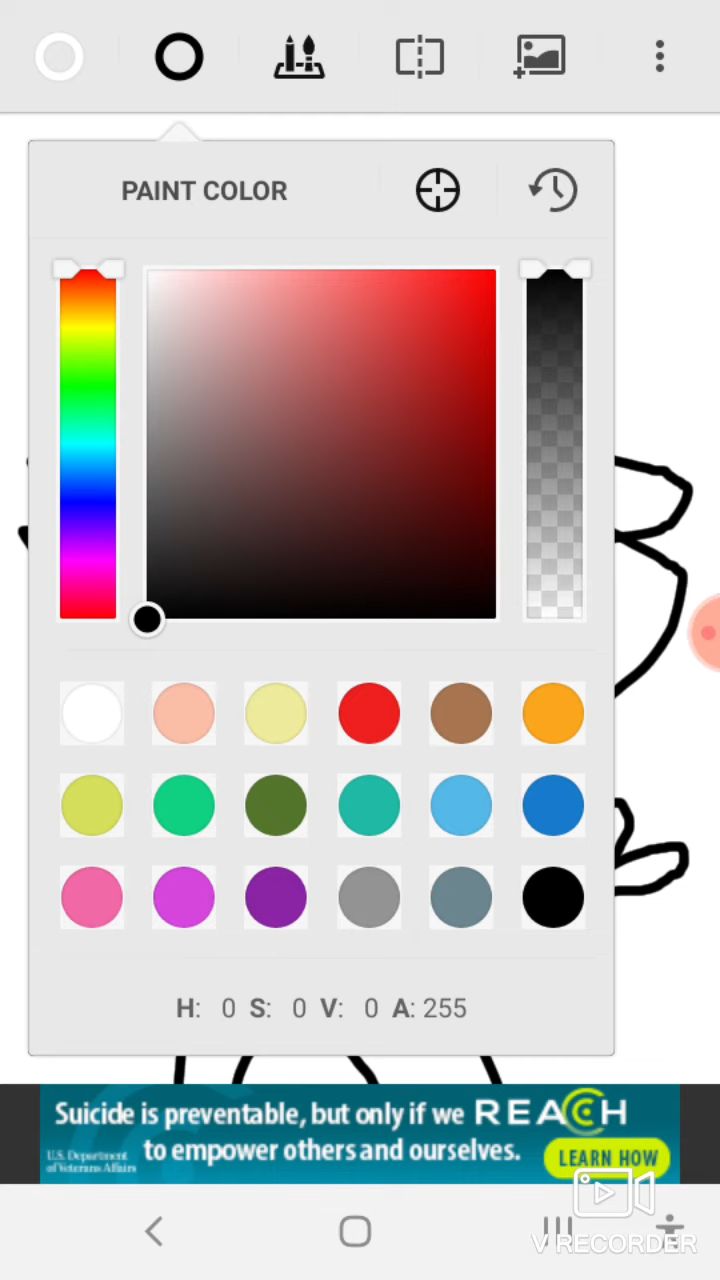 PAINT COLOR
H: 0 S: 0 V: 0 A: 255
Suicide is preventable, but only if we REACH
to empower others and ourselves.
U.S. Department
of Veterans Affairs
LEARN HOW
V RECORDER